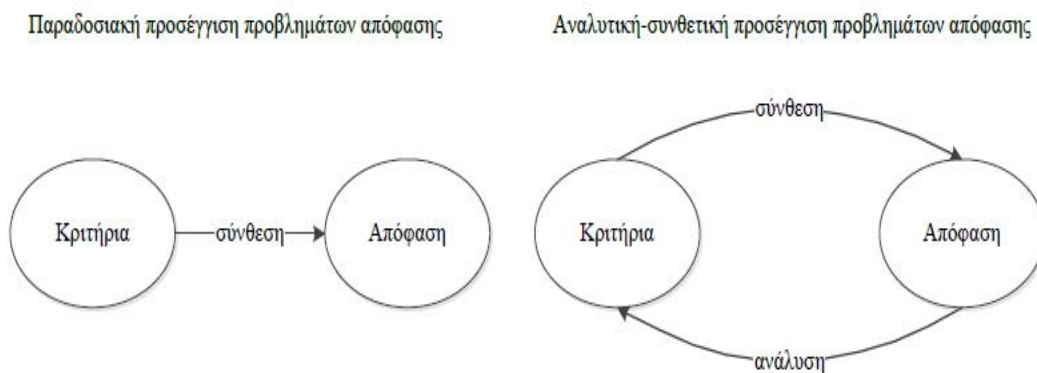 Παραδοσιακή προσέγγιση προβλημάτων απόφασης
Κριτήρια
σύνθεση
Απόφαση
Αναλυτική-συνθετική προσέγγιση προβλημάτων απόφασης
σύνθεση
Κριτήρια
Απόφαση
ανάλυση